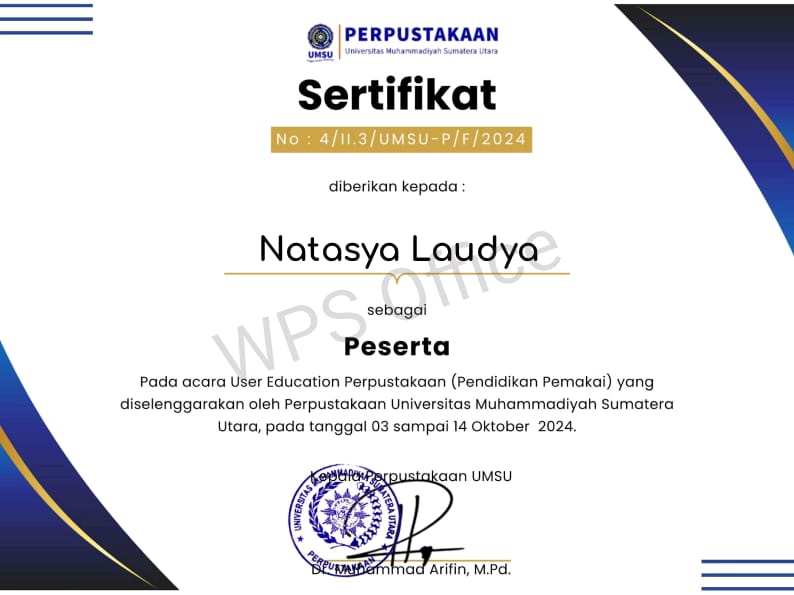 UMSU
PERPUSTAKAAN
Universitas Muhammadiyah Sumatera Utara
Sertifikat
No : 4/II.3/UMSU-P/F/2024
diberikan kepada :
Natasya Laudya
WPS Office
sebagai
Peserta
Pada acara User Education Perpustakaan (Pendidikan Pemakai) yang
diselenggarakan oleh Perpustakaan Universitas Muhammadiyah Sumatera
Utara, pada tanggal 03 sampai 14 Oktober 2024.
Kepala Perpustakaan UMSU
UNIVERSITAS MUHAMMADIYAH SUMATERA UTARA
PERPUSTAKAAN
Dr. Muhammad Arifin, M.Pd.